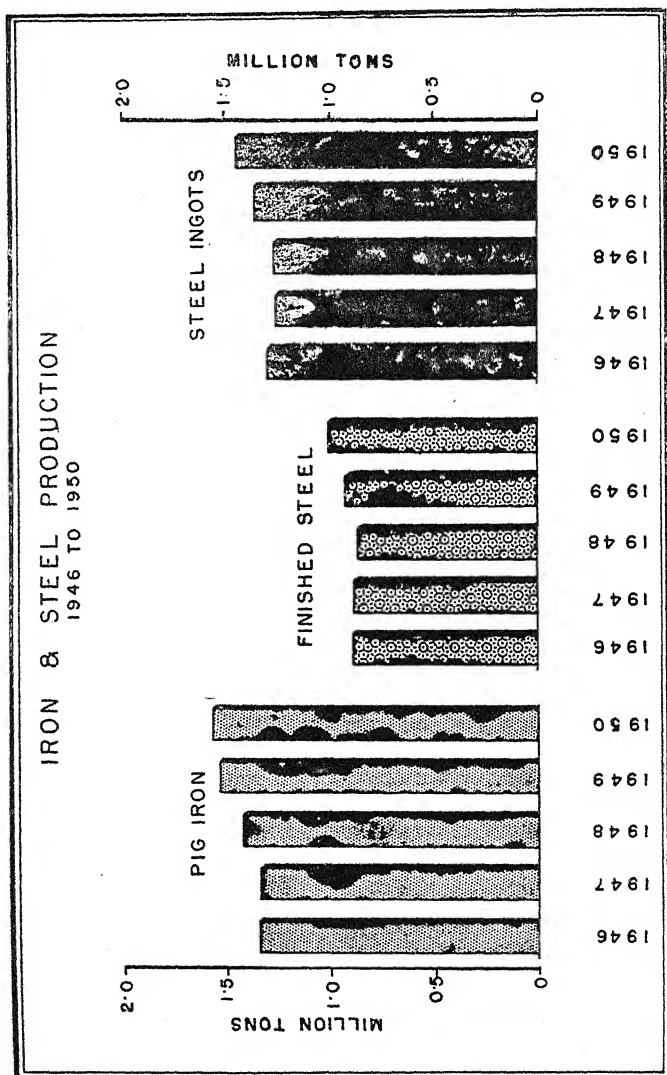 IRON & STEEL PRODUCTION
1946 TO 1950
PIG IRON
FINISHED STEEL
STEEL INGOTS
MILLION TONS
2·0
1·5
1·0
0·5
0
MILLION TONS
2·0
1·5
1·0
0·5
0
1946 1947 1948 1949 1950
1946 1947 1948 1949 1950
1946 1947 1948 1949 1950